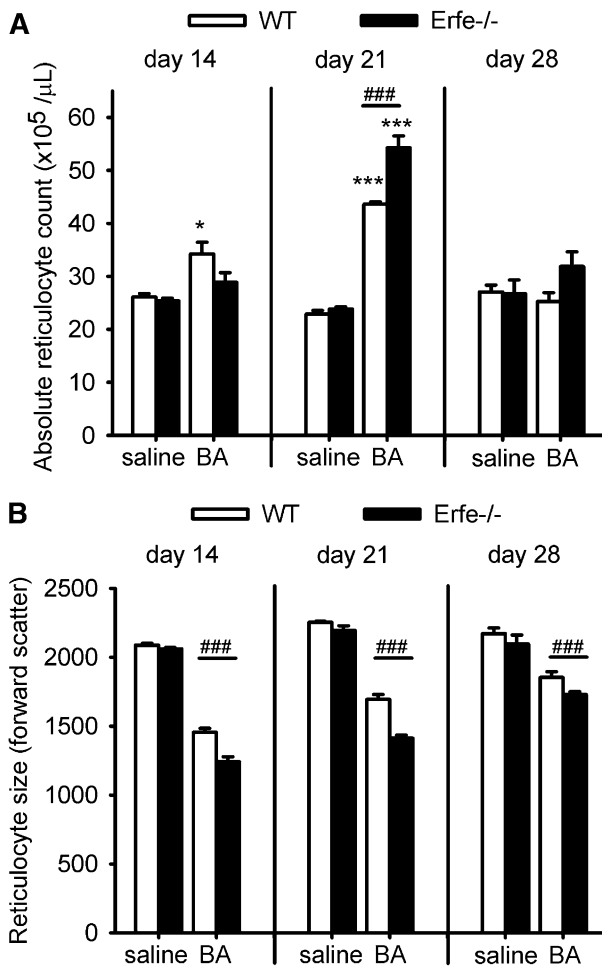 A
WT Erfe-/-
day 14 day 21 day 28
Absolute reticulocyte count (x10⁵ /μL)
60
50
40
30
20
10
0
* *** ### ***
saline BA saline BA saline BA
B
WT Erfe-/-
day 14 day 21 day 28
Reticulocyte size (forward scatter)
2500
2000
1500
1000
500
0
### ### ###
saline BA saline BA saline BA